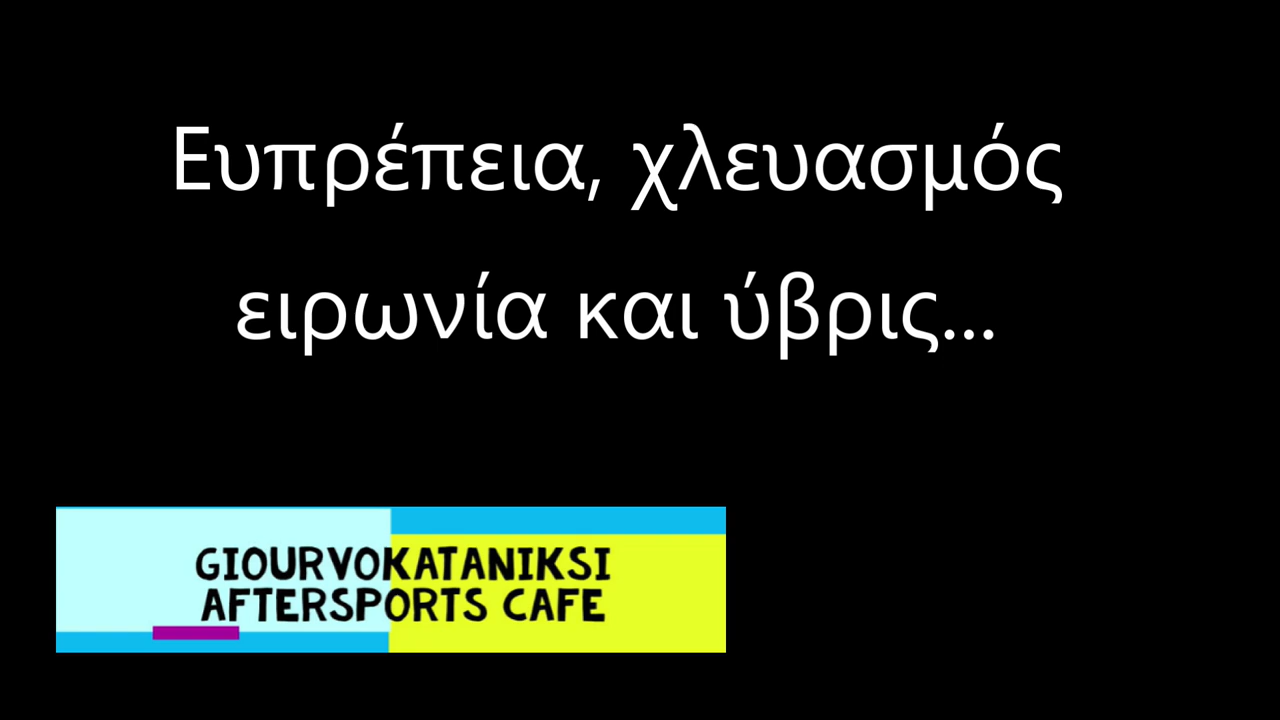 Ευπρέπεια, χλευασμός
ειρωνία και ύβρις...
GIOURVOKATANIKSI
AFTERSPORTS CAFE